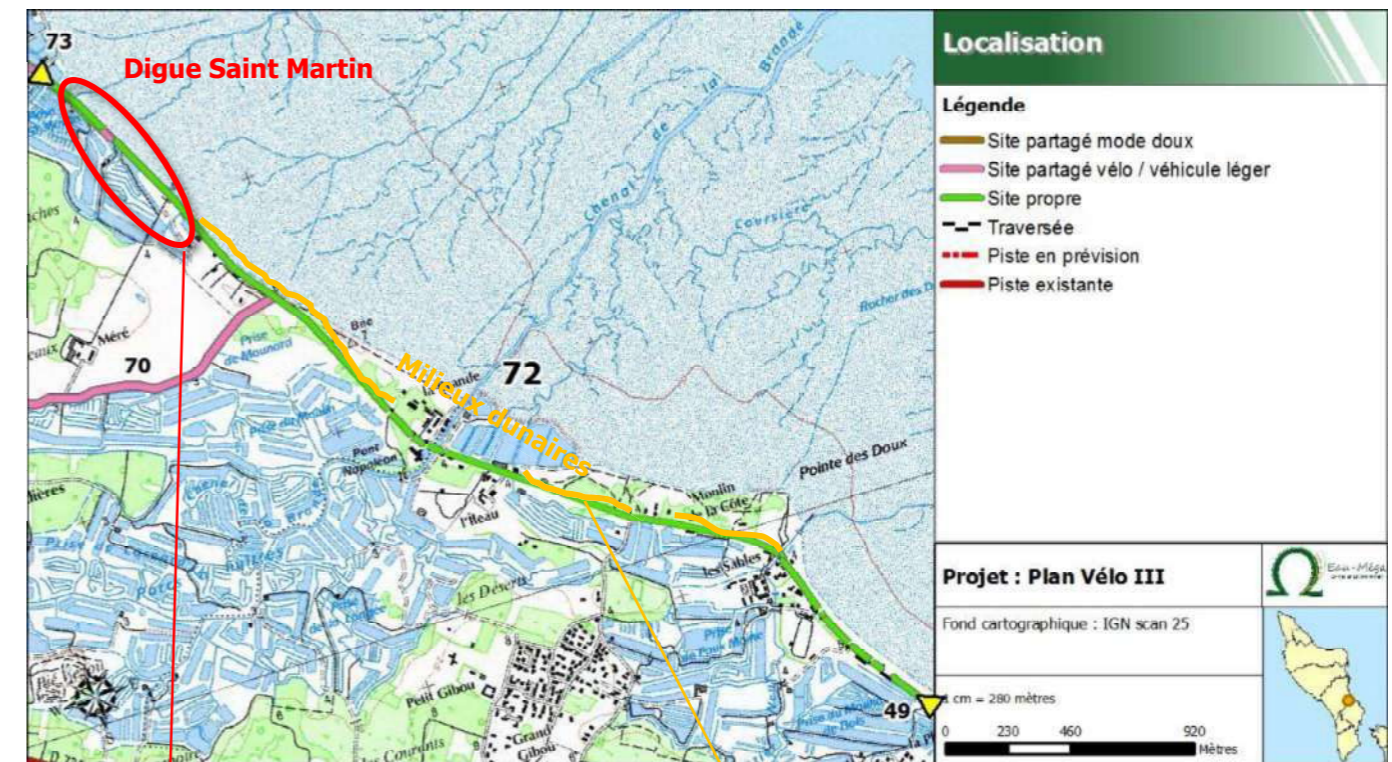 73
Digue Saint Martin
Chenal de la Brande
Coursière
Méré
70
Prise
de Mounard
Bne
72
Milieux dunaires
Pont
Napoléon
l'Ileau
Pointe des Doux
Moulin
de la Côte
les Sables
les Déserts
Petit Gibou
Grand
Gibou
49
Localisation
Légende
Site partagé mode doux
Site partagé vélo / véhicule léger
Site propre
Traversée
Piste en prévision
Piste existante
Projet : Plan Vélo III
Eau-Méga
Fond cartographique : IGN scan 25
cm = 280 mètres
0 230 460 920
Mètres